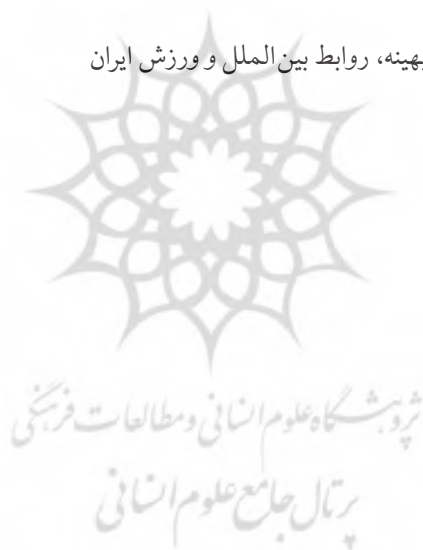 بهینه، روابط بین‌الملل و ورزش ایران
پژوهشگاه علوم انسانی و مطالعات فرهنگی
پرتال جامع علوم انسانی